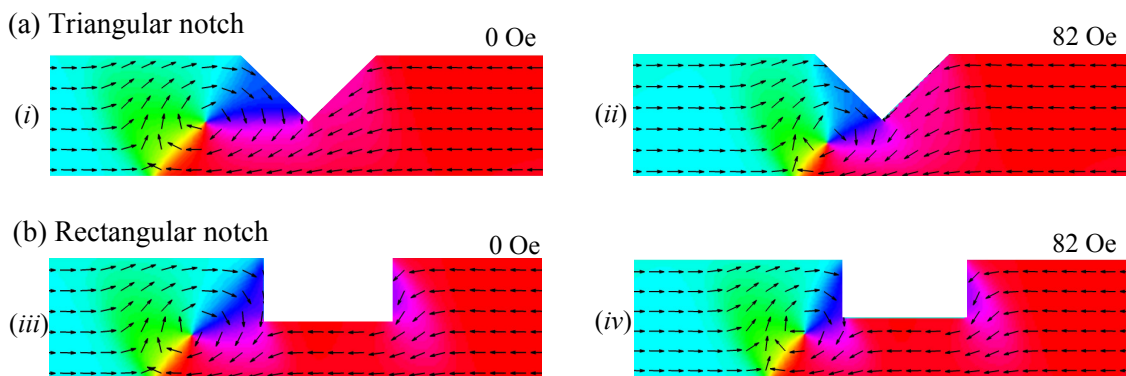 (a) Triangular notch
0 Oe
82 Oe
(i)
(ii)
(b) Rectangular notch
0 Oe
82 Oe
(iii)
(iv)